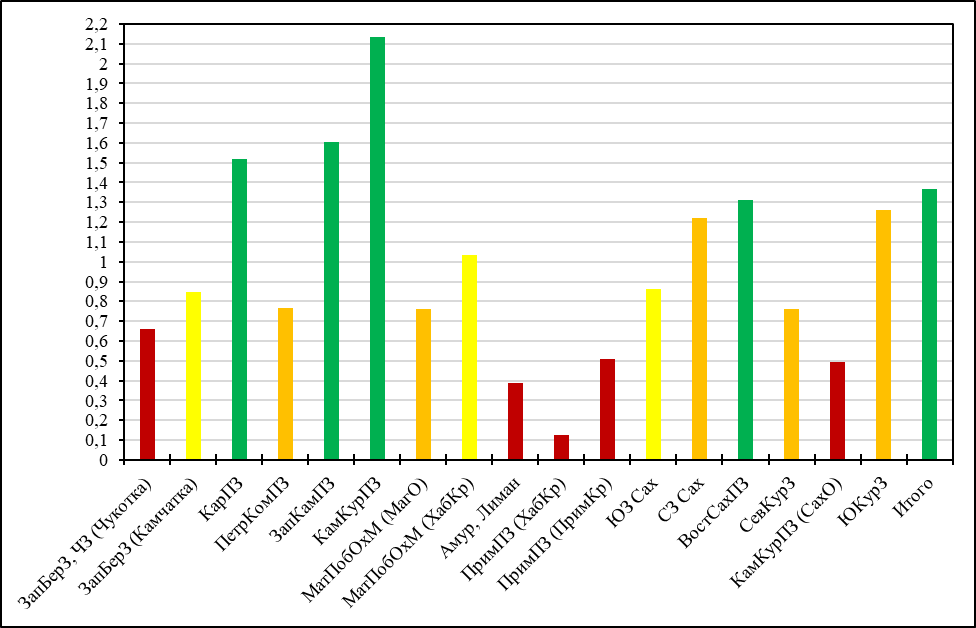 2,2
2,1
2
1,9
1,8
1,7
1,6
1,5
1,4
1,3
1,2
1,1
1
0,9
0,8
0,7
0,6
0,5
0,4
0,3
0,2
0,1
0
ЗапБерЗ, ЧЗ (Чукотка)
ЗапБерЗ (Камчатка)
КарПЗ
ПетрКомПЗ
ЗапКамПЗ
КамКурПЗ
МатПобОхМ (МагО)
МатПобОхМ (ХабКр)
Амур, Лиман
ПримПЗ (ХабКр)
ПримПЗ (ПримКр)
ЮЗ Сах
СЗ Сах
ВостСахПЗ
СевКурЗ
КамКурПЗ (СахО)
ЮКурЗ
Итого